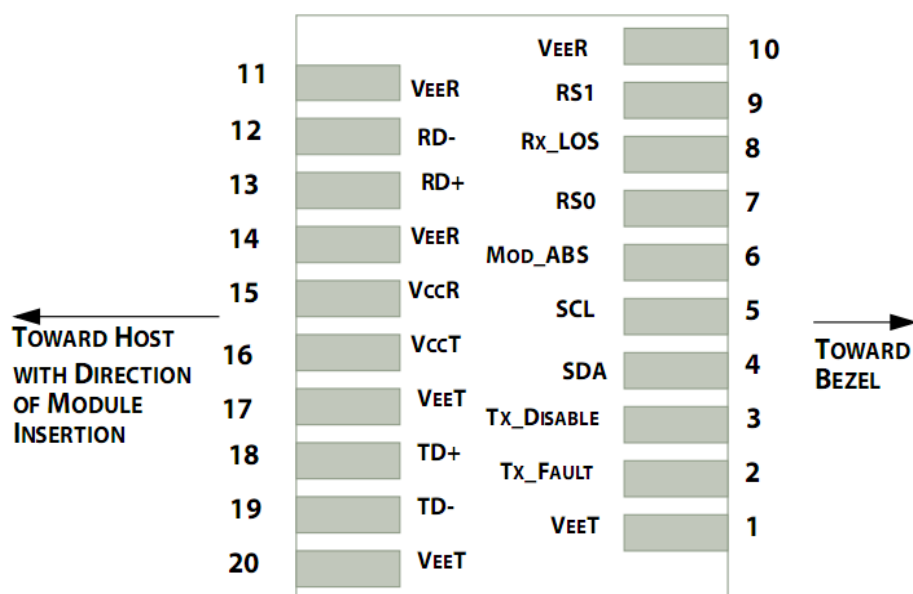 10
VEER
11
VEER
RS1
9
12
RD-
RX_LOS
8
13
RD+
RS0
7
14
VEER
MOD_ABS
6
15
VCCR
SCL
5
TOWARD HOST
WITH DIRECTION
OF MODULE
INSERTION
TOWARD
BEZEL
16
VCCT
SDA
4
17
VEET
TX_DISABLE
3
18
TD+
TX_FAULT
2
19
TD-
VEET
1
20
VEET